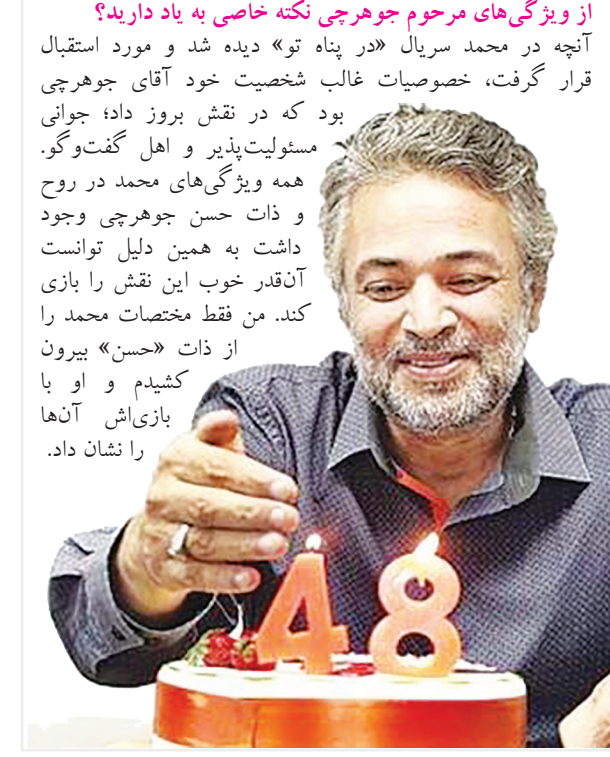 از ویژگی‌های مرحوم جوهرچی نکته خاصی به یاد دارید؟
آنچه در محمد سریال «در پناه تو» دیده شد و مورد استقبال
قرار گرفت، خصوصیات غالب شخصیت خود آقای جوهرچی
بود که در نقش بروز داد؛ جوانی
مسئولیت‌پذیر و اهل گفت‌وگو.
همه ویژگی‌های محمد در روح
و ذات حسن جوهرچی وجود
داشت به همین دلیل توانست
آن‌قدر خوب این نقش را بازی
کند. من فقط مختصات محمد را
از ذات «حسن» بیرون
کشیدم و او با
بازی‌اش آن‌ها
را نشان داد.
48